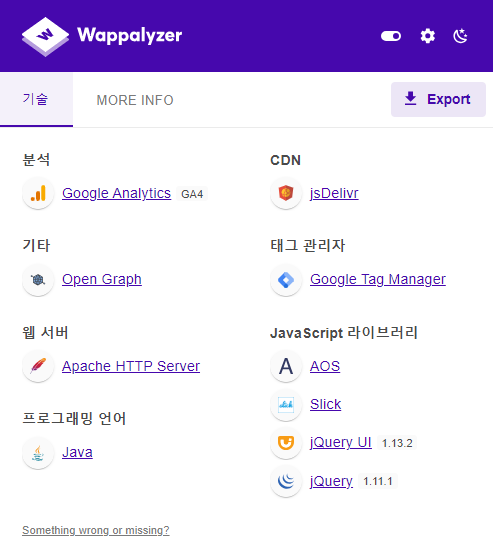 Wappalyzer
기술
MORE INFO
Export
분석
Google Analytics GA4
기타
Open Graph
웹 서버
Apache HTTP Server
프로그래밍 언어
Java
CDN
jsDelivr
태그 관리자
Google Tag Manager
JavaScript 라이브러리
AOS
Slick
jQuery UI 1.13.2
jQuery 1.11.1
Something wrong or missing?